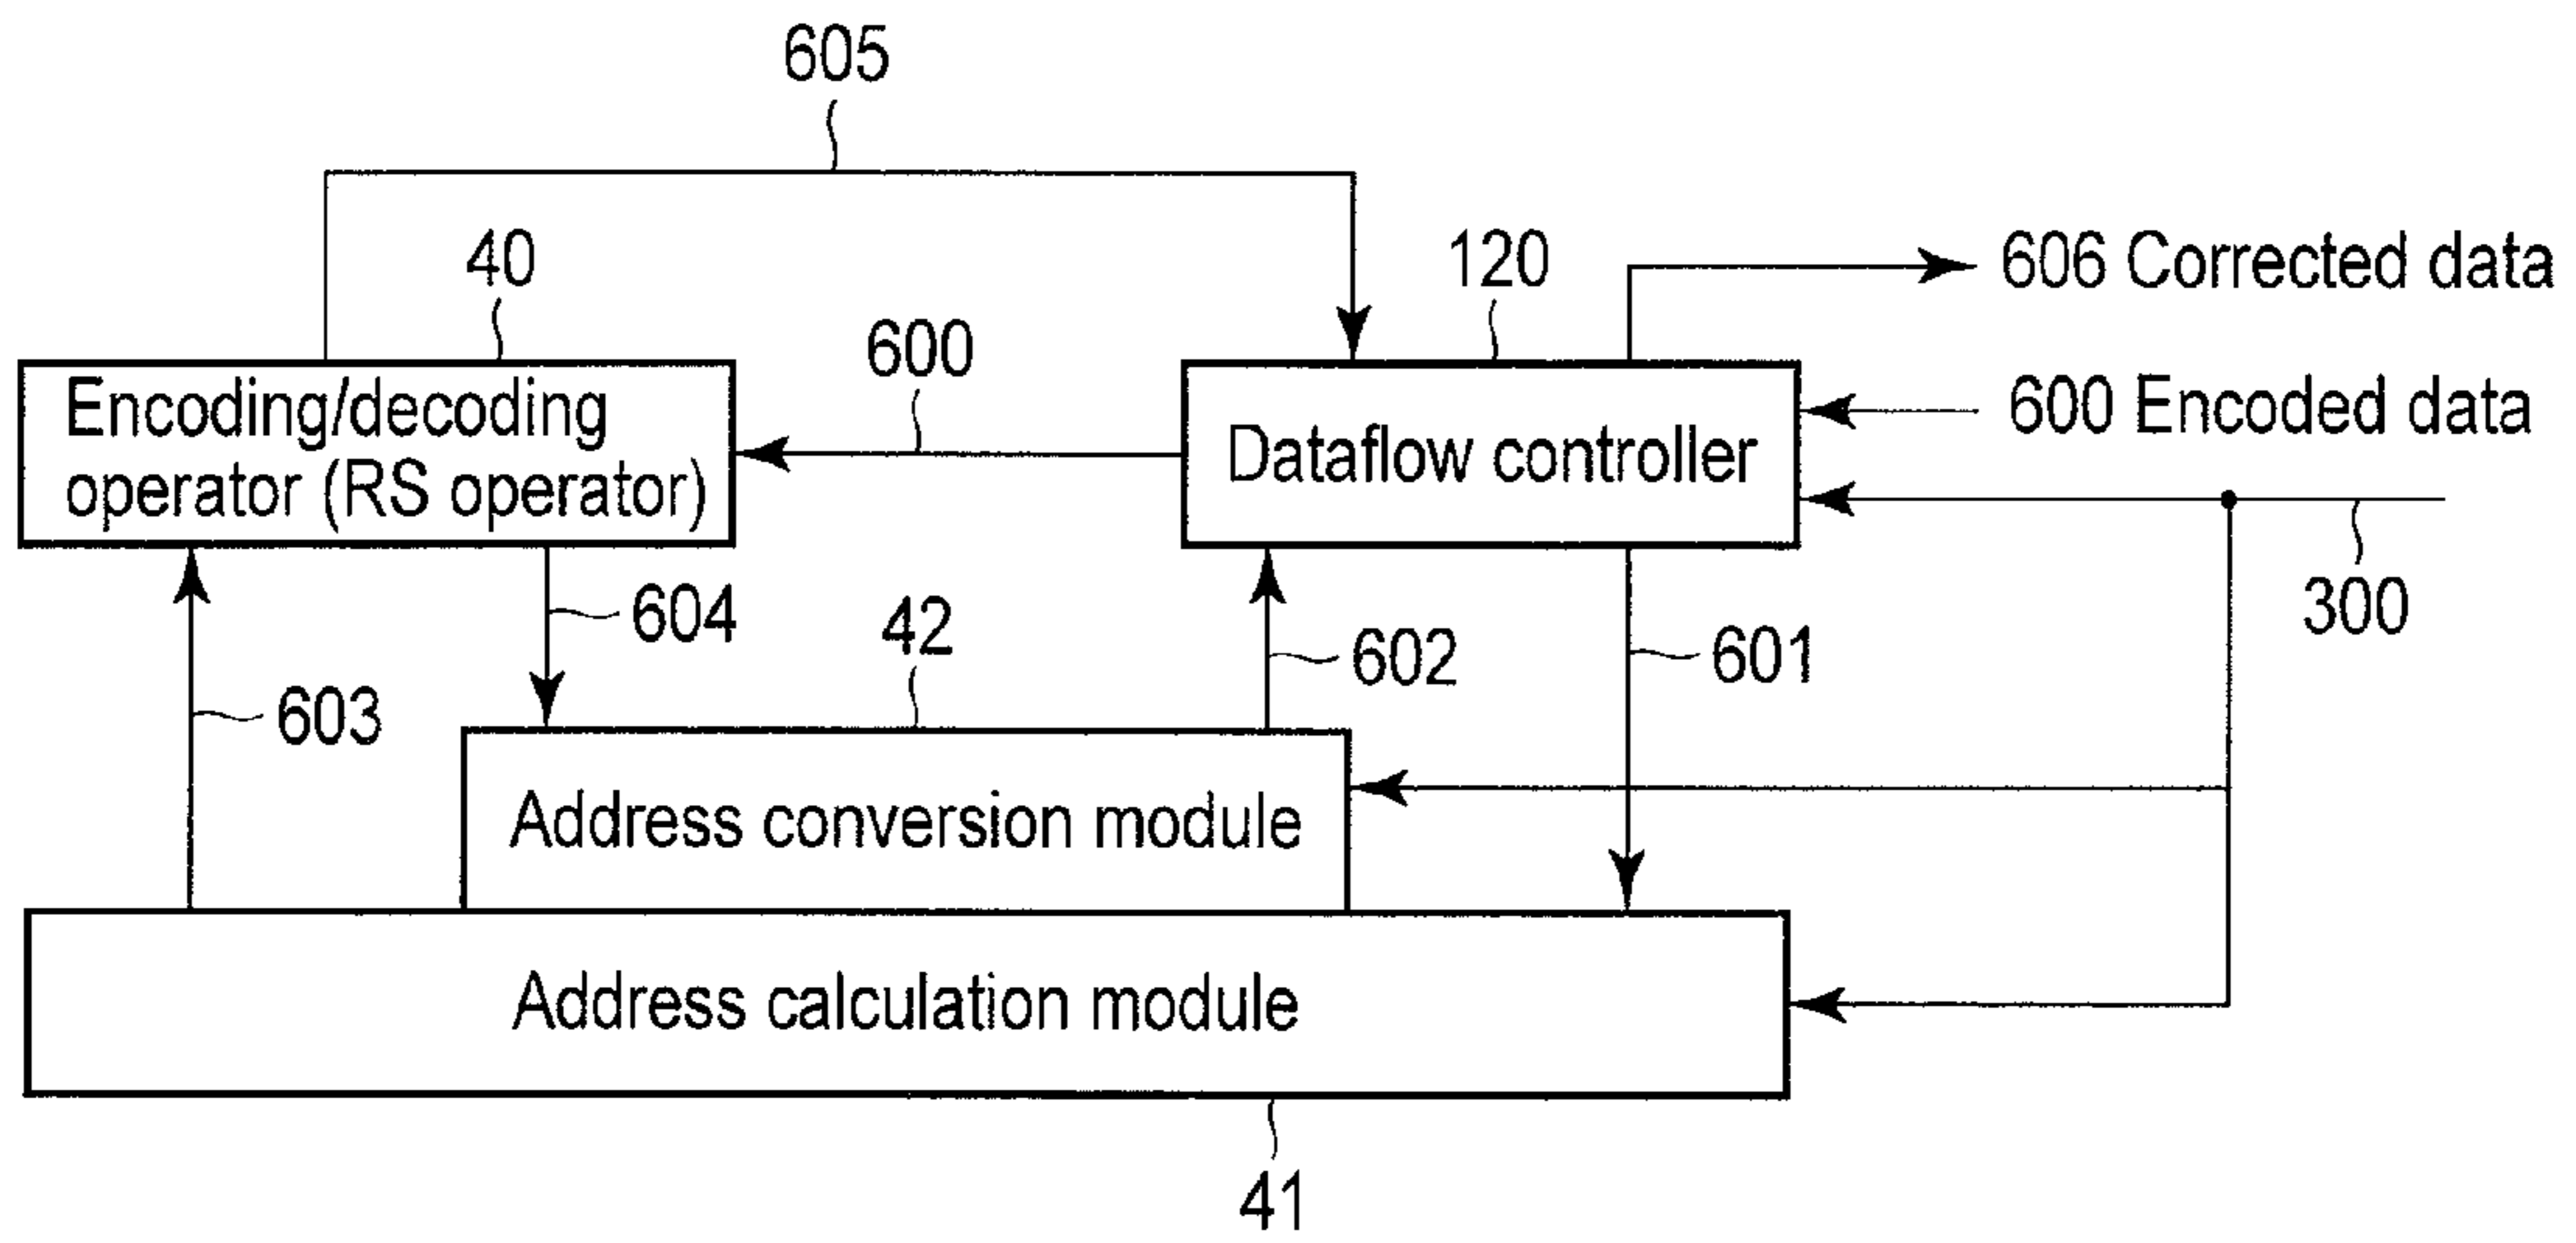 605
40
120
606 Corrected data
600
600 Encoded data
Encoding/decoding
operator (RS operator)
Dataflow controller
300
604
42
602
601
603
Address conversion module
Address calculation module
41